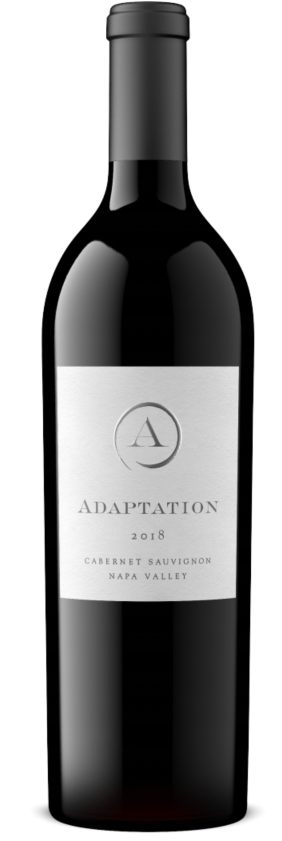 A
ADAPTATION
2018
CABERNET SAUVIGNON
NAPA VALLEY